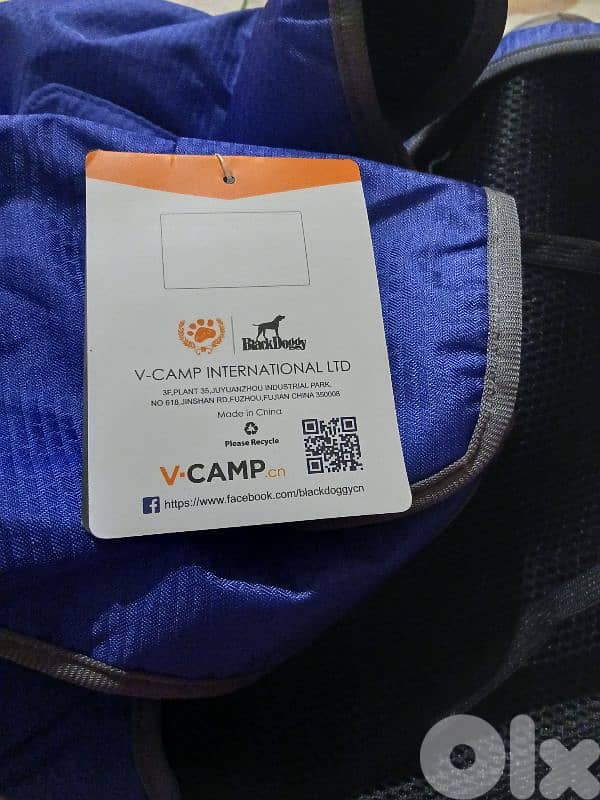 BlackDoggy
V-CAMP INTERNATIONAL LTD
3F,PLANT 35,JUYUANZHOU INDUSTRIAL PARK,
NO 618,JINSHAN RD,FUZHOU,FUJIAN CHINA 350008
Made in China
Please Recycle
V·CAMP.cn
https://www.facebook.com/blackdoggycn
Olx